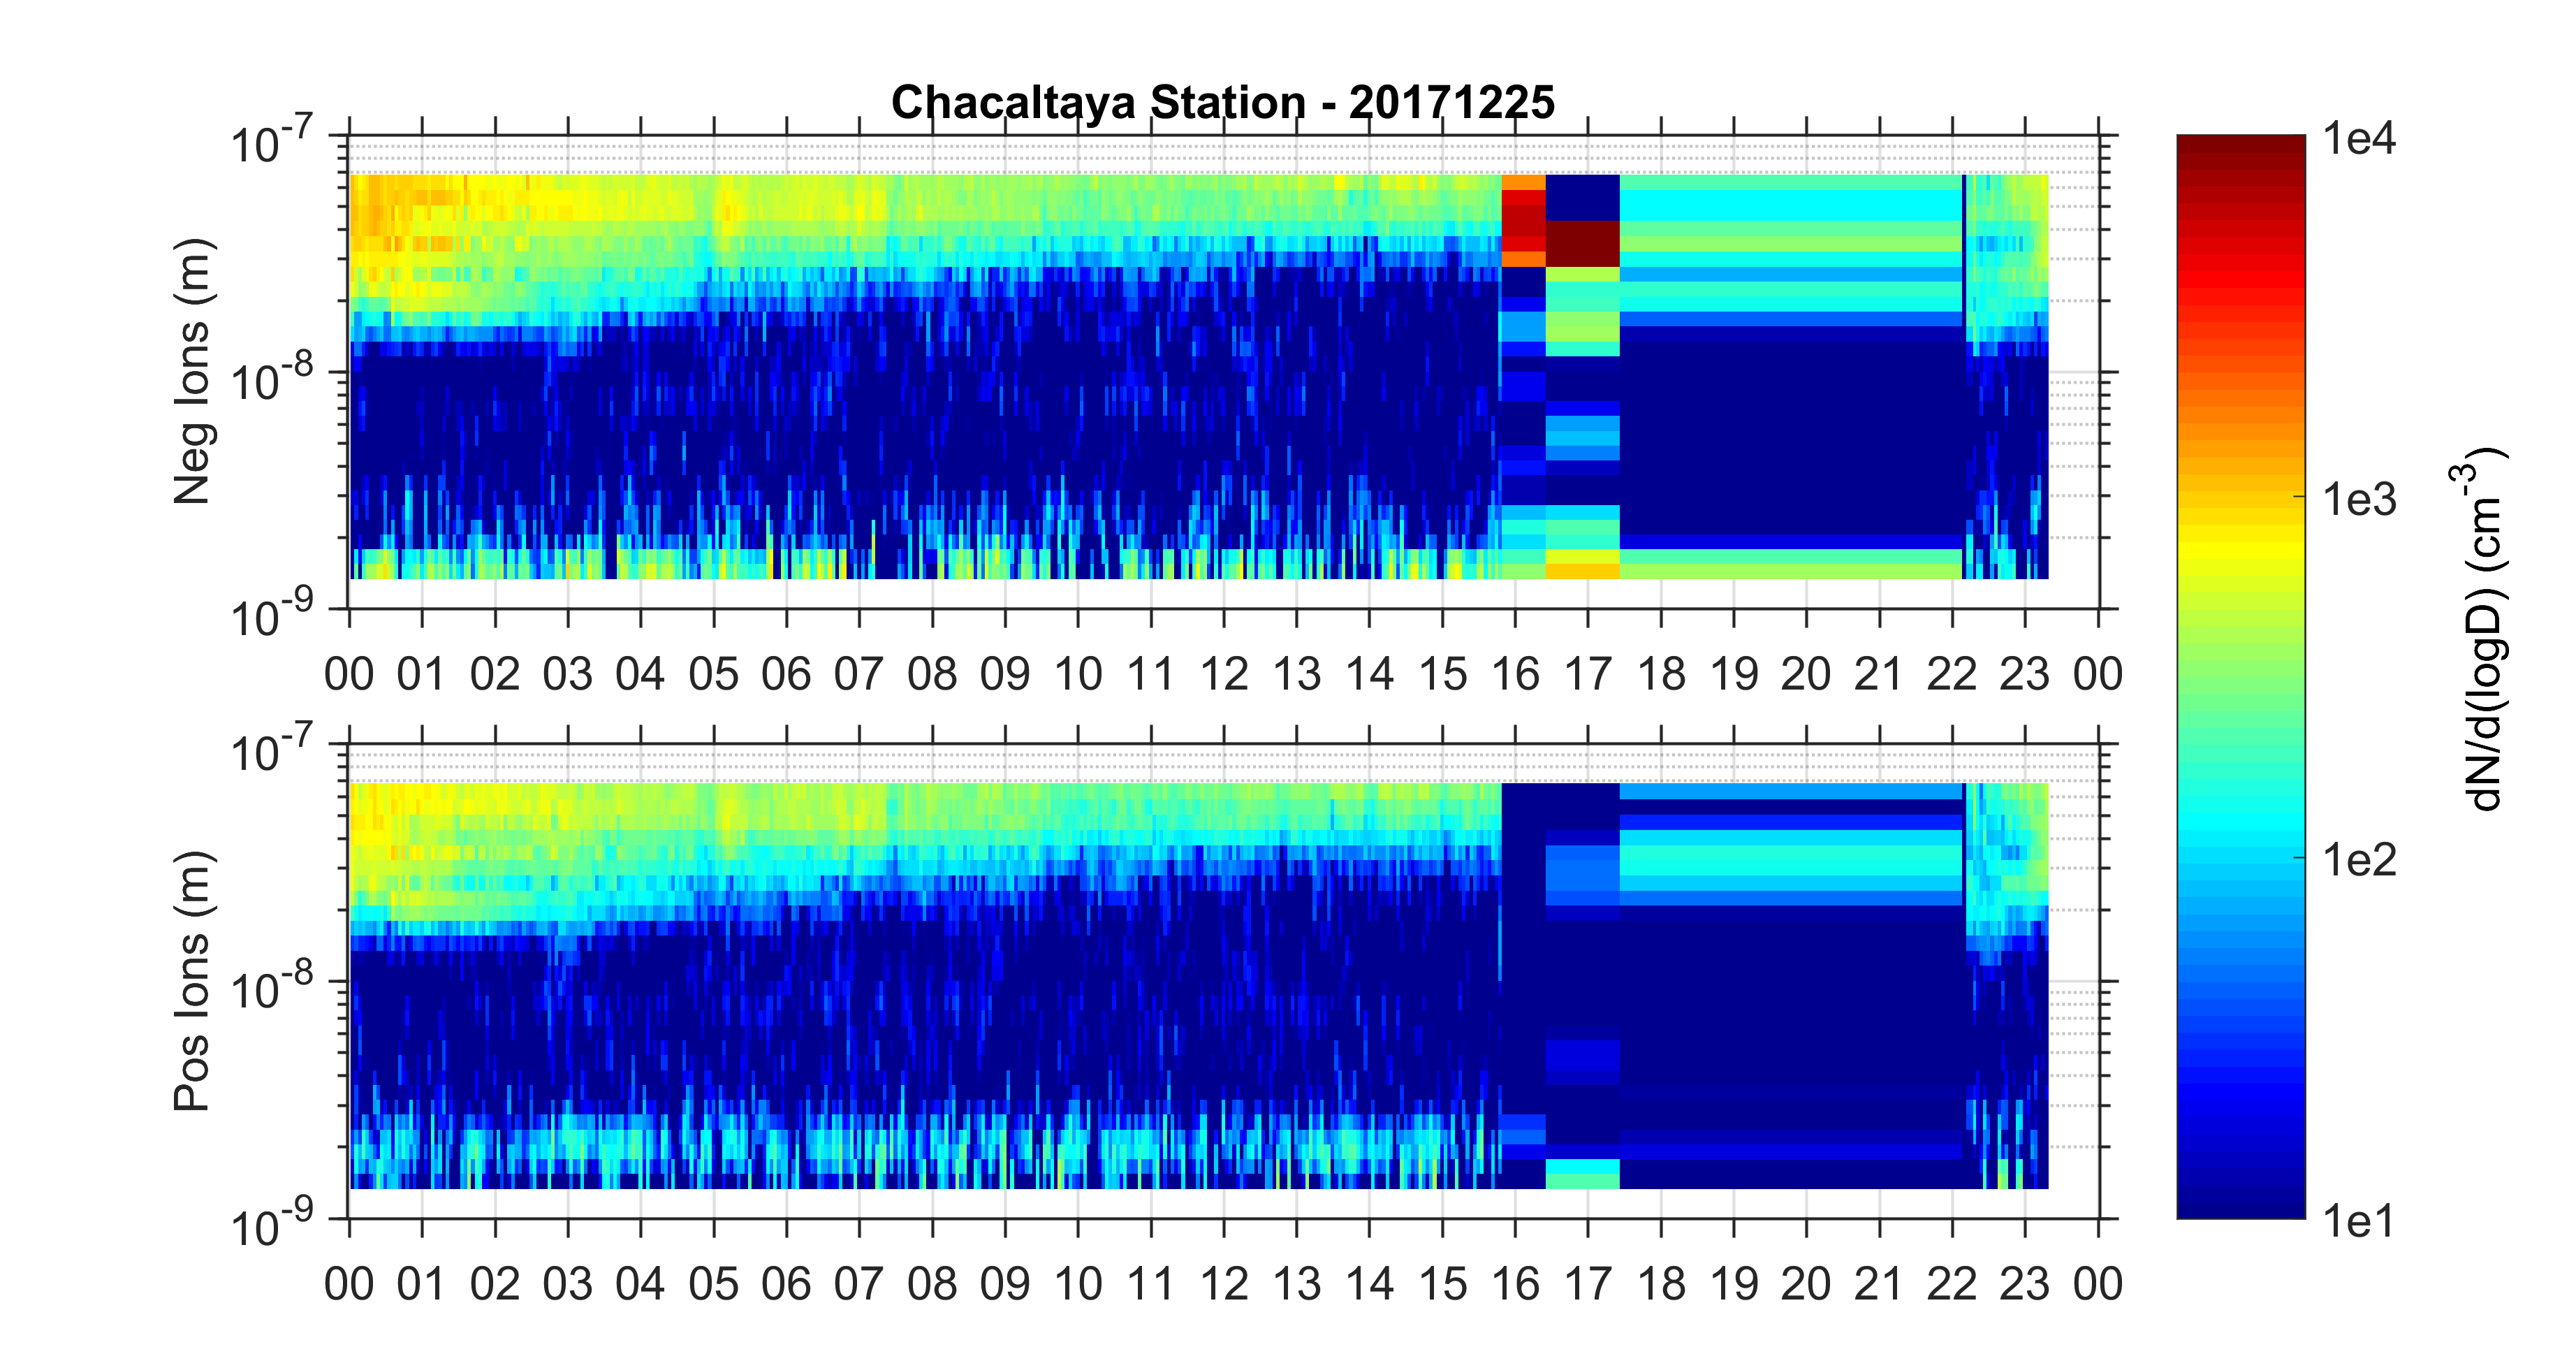 Chacaltaya Station - 20171225
10-7
10-8
10-9
Neg Ions (m)
00 01 02 03 04 05 06 07 08 09 10 11 12 13 14 15 16 17 18 19 20 21 22 23 00
10-7
10-8
10-9
Pos Ions (m)
00 01 02 03 04 05 06 07 08 09 10 11 12 13 14 15 16 17 18 19 20 21 22 23 00
1e4
1e3
1e2
1e1
dN/d(logD) (cm-3)